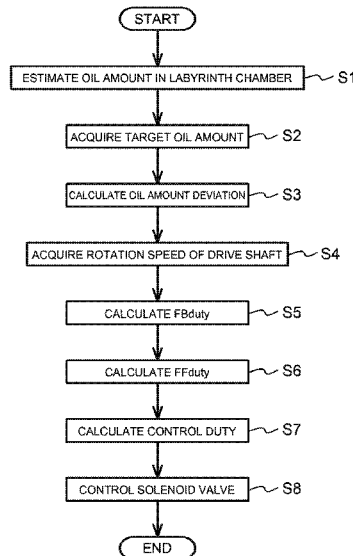 START
ESTIMATE OIL AMOUNT IN LABYRINTH CHAMBER S1
ACQUIRE TARGET OIL AMOUNT S2
CALCULATE OIL AMOUNT DEVIATION S3
ACQUIRE ROTATION SPEED OF DRIVE SHAFT S4
CALCULATE FBduty S5
CALCULATE FFduty S6
CALCULATE CONTROL DUTY S7
CONTROL SOLENOID VALVE S8
END